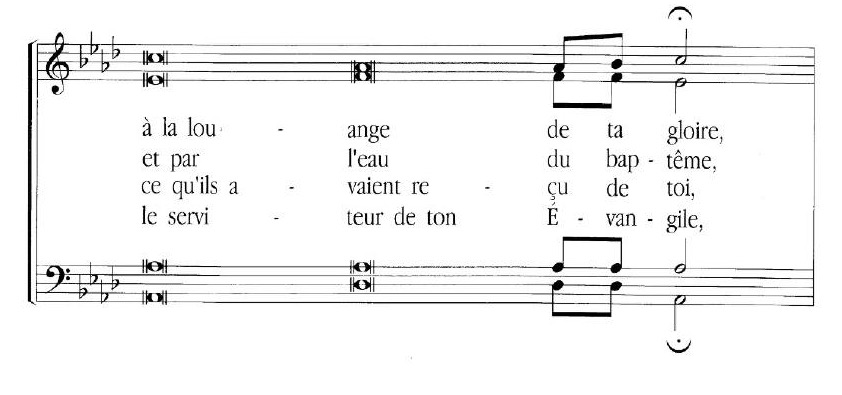 à la lou - ange de ta gloire,
et par l'eau du bap - tême,
ce qu'ils a - vaient re - çu de toi,
le servi - teur de ton É - van - gile,